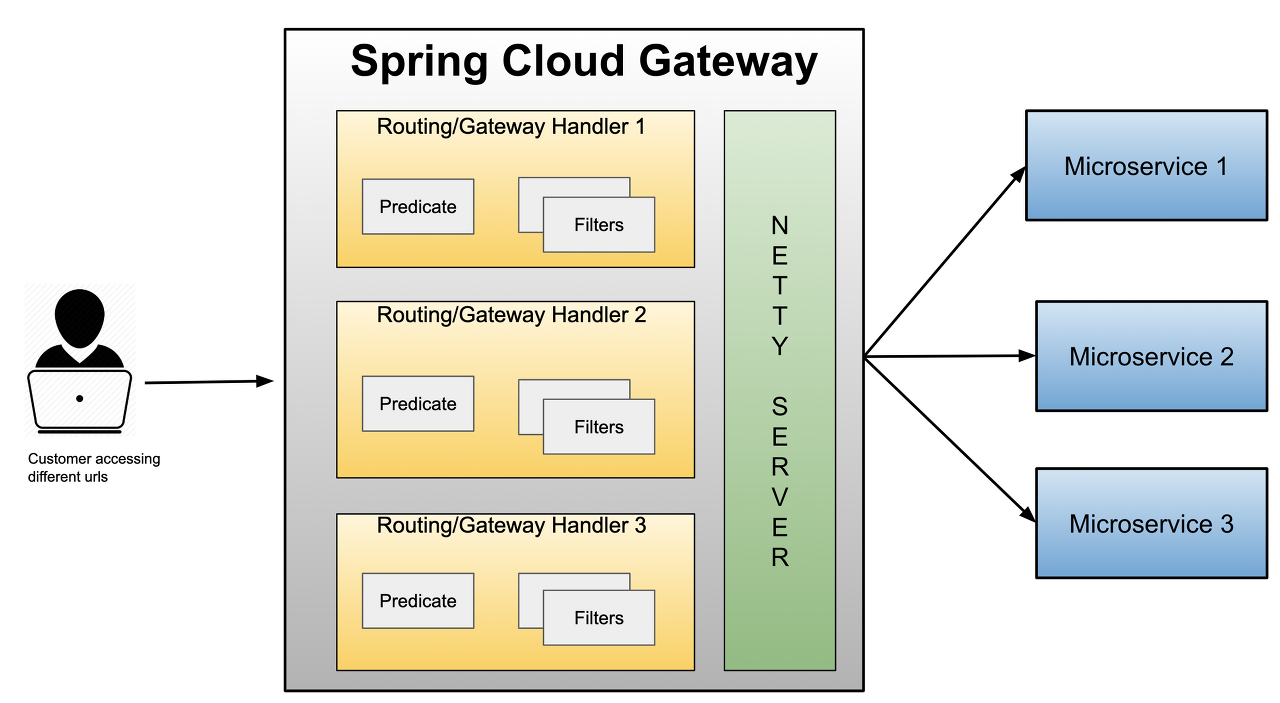 Spring Cloud Gateway
Routing/Gateway Handler 1
Predicate
Filters
Routing/Gateway Handler 2
Predicate
Filters
Routing/Gateway Handler 3
Predicate
Filters
NETTY SERVER
Customer accessing
different urls
Microservice 1
Microservice 2
Microservice 3